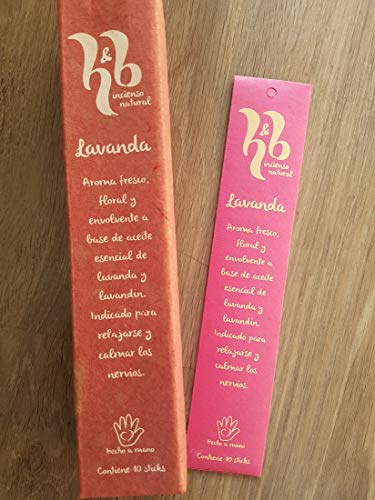 h&b
incienso
natural
Lavanda
Aroma fresco,
floral y
envolvente a
base de aceite
esencial de
lavanda y
lavandín.
Indicado para
relajarse y
calmar los
nervios.
Hecho a mano
Contiene 10 sticks
h&b
incienso
natural
Lavanda
Aroma fresco,
floral y
envolvente a
base de aceite
esencial de
lavanda y
lavandín.
Indicado para
relajarse y
calmar los
nervios.
Hecho a mano
Contiene 10 sticks